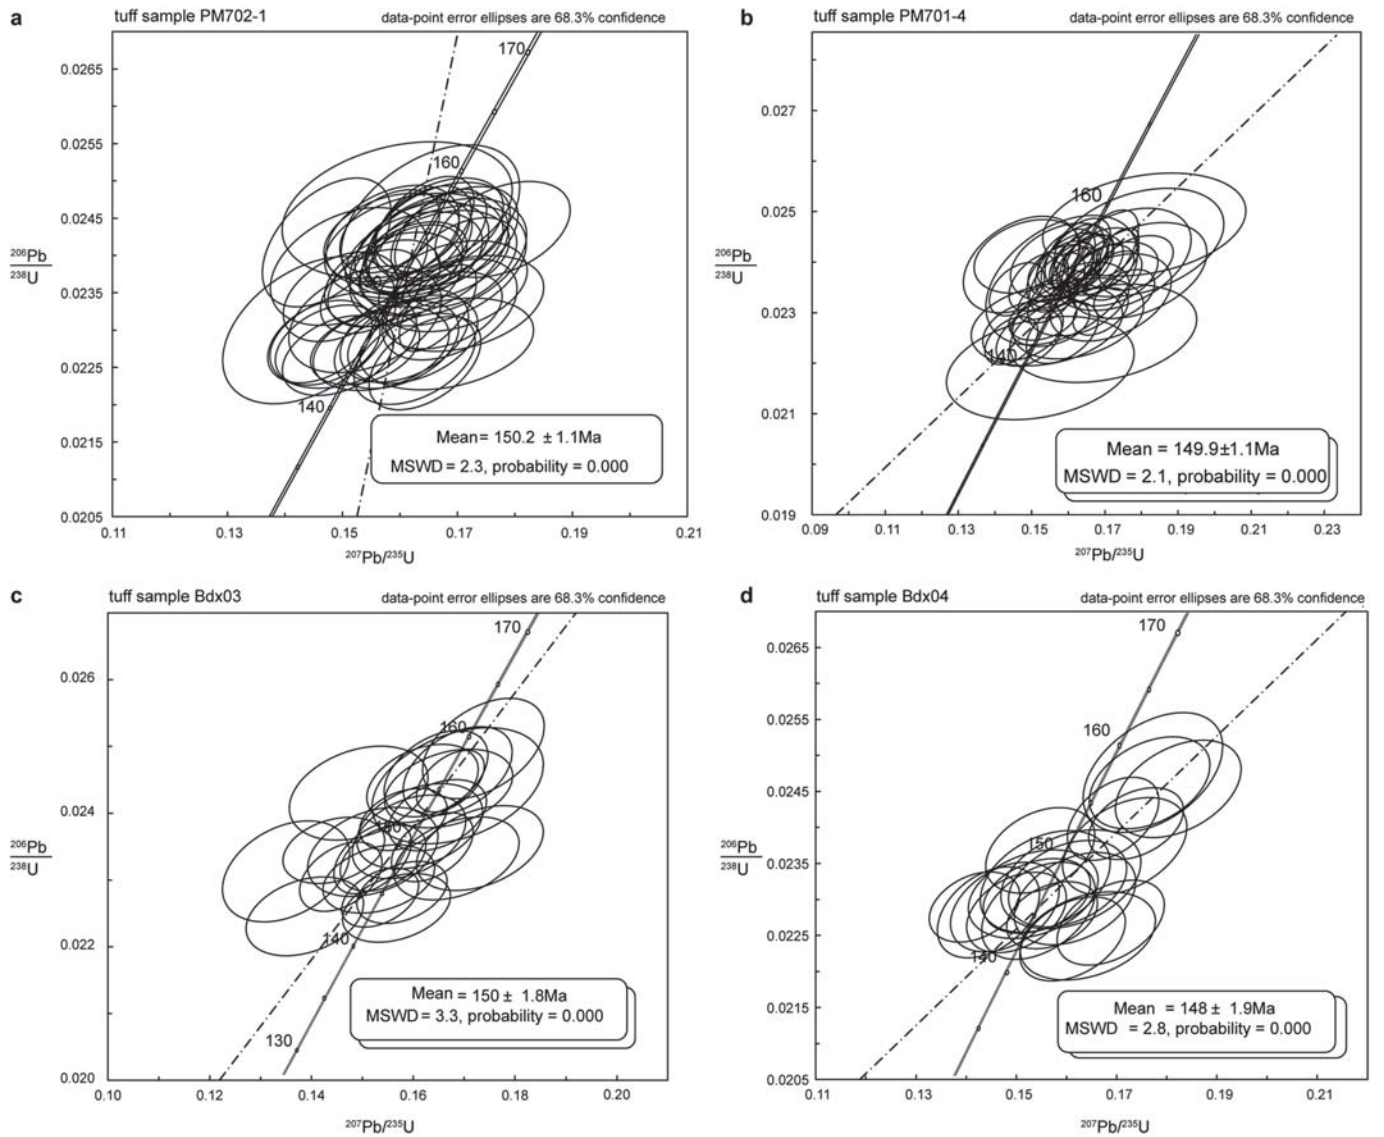 a tuff sample PM702-1 data-point error ellipses are 68.3% confidence
0.0265
0.0255
0.0245
0.0235
0.0225
0.0215
0.0205
206Pb
238U
170
160
140
Mean= 150.2 ±1.1Ma
MSWD = 2.3, probability = 0.000
0.11 0.13 0.15 0.17 0.19 0.21
207Pb/235U
b tuff sample PM701-4 data-point error ellipses are 68.3% confidence
0.027
0.025
0.023
0.021
0.019
206Pb
238U
160
140
Mean = 149.9±1.1Ma
MSWD = 2.1, probability = 0.000
0.09 0.11 0.13 0.15 0.17 0.19 0.21 0.23
207Pb/235U
c tuff sample Bdx03 data-point error ellipses are 68.3% confidence
0.026
0.024
0.022
0.020
206Pb
238U
170
160
150
140
130
Mean = 150 ± 1.8Ma
MSWD = 3.3, probability = 0.000
0.10 0.12 0.14 0.16 0.18 0.20
207Pb/235U
d tuff sample Bdx04 data-point error ellipses are 68.3% confidence
0.0265
0.0255
0.0245
0.0235
0.0225
0.0215
0.0205
206Pb
238U
170
160
150
140
Mean = 148 ± 1.9Ma
MSWD = 2.8, probability = 0.000
0.11 0.13 0.15 0.17 0.19 0.21
207Pb/235U